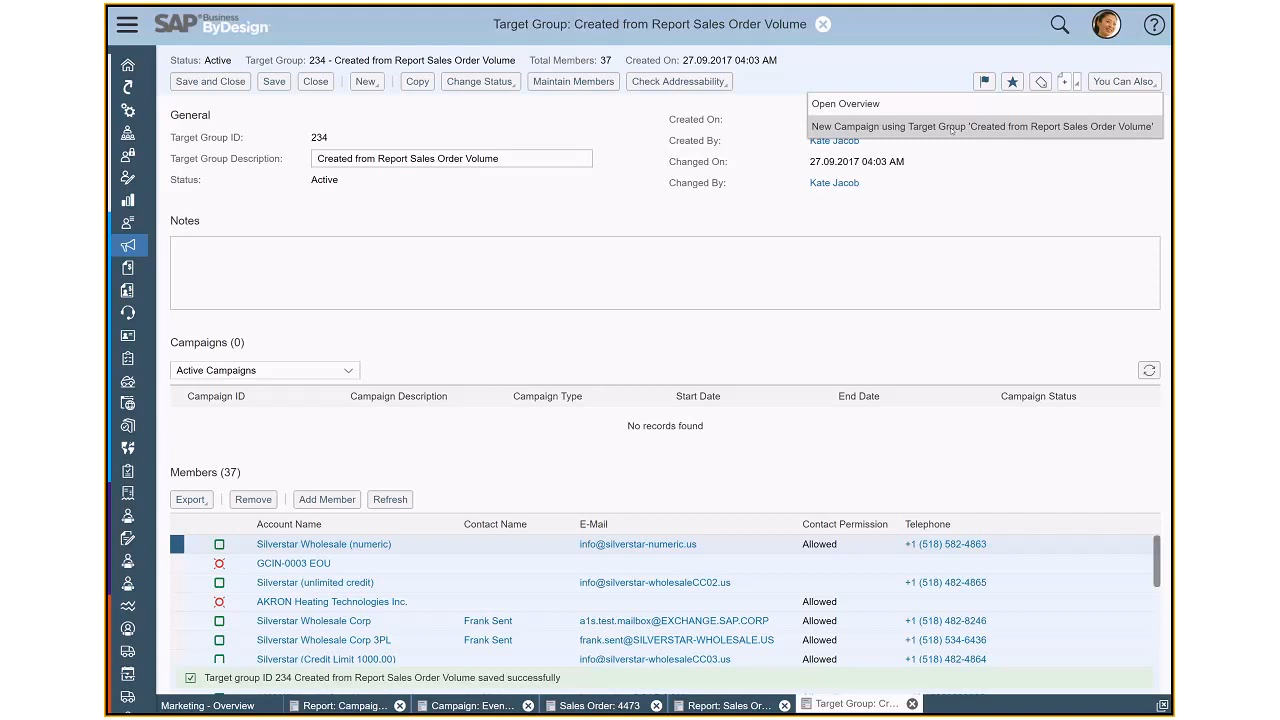 SAP Business ByDesign
Target Group: Created from Report Sales Order Volume
Status: Active Target Group: 234 - Created from Report Sales Order Volume Total Members: 37 Created On: 27.09.2017 04:03 AM
Save and Close Save Close New Copy Change Status Maintain Members Check Addressability You Can Also
Open Overview
New Campaign using Target Group 'Created from Report Sales Order Volume'
General
Target Group ID: 234
Target Group Description: Created from Report Sales Order Volume
Status: Active
Created On:
Created By: Kate Jacob
Changed On: 27.09.2017 04:03 AM
Changed By: Kate Jacob
Notes
Campaigns (0)
Active Campaigns
Campaign ID Campaign Description Campaign Type Start Date End Date Campaign Status
No records found
Members (37)
Export Remove Add Member Refresh
Account Name Contact Name E-Mail Contact Permission Telephone
Silverstar Wholesale (numeric) info@silverstar-numeric.us Allowed +1 (518) 582-4863
GCIN-0003 EOU
Silverstar (unlimited credit) info@silverstar-wholesaleCC02.us Allowed +1 (518) 482-4865
AKRON Heating Technologies Inc. Allowed
Silverstar Wholesale Corp Frank Sent a1s.test.mailbox@EXCHANGE.SAP.CORP Allowed +1 (518) 482-8246
Silverstar Wholesale Corp 3PL Frank Sent frank.sent@SILVERSTAR-WHOLESALE.US Allowed +1 (518) 534-6436
Silverstar (Credit Limit 1000.00) info@silverstar-wholesaleCC03.us Allowed +1 (518) 482-4864
Target group ID 234 Created from Report Sales Order Volume saved successfully
Marketing - Overview Report: Campaig... Campaign: Even... Sales Order: 4473 Report: Sales Or... Target Group: Cr...